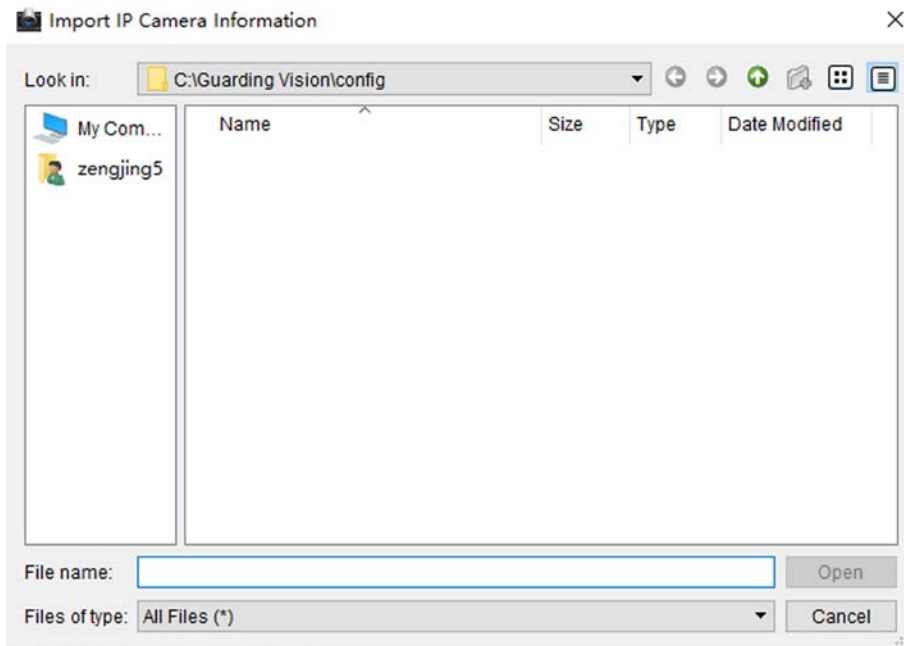 Import IP Camera Information
Look in: C:\Guarding Vision\config
My Com... Name Size Type Date Modified
zengjing5
File name: Open
Files of type: All Files (*) Cancel